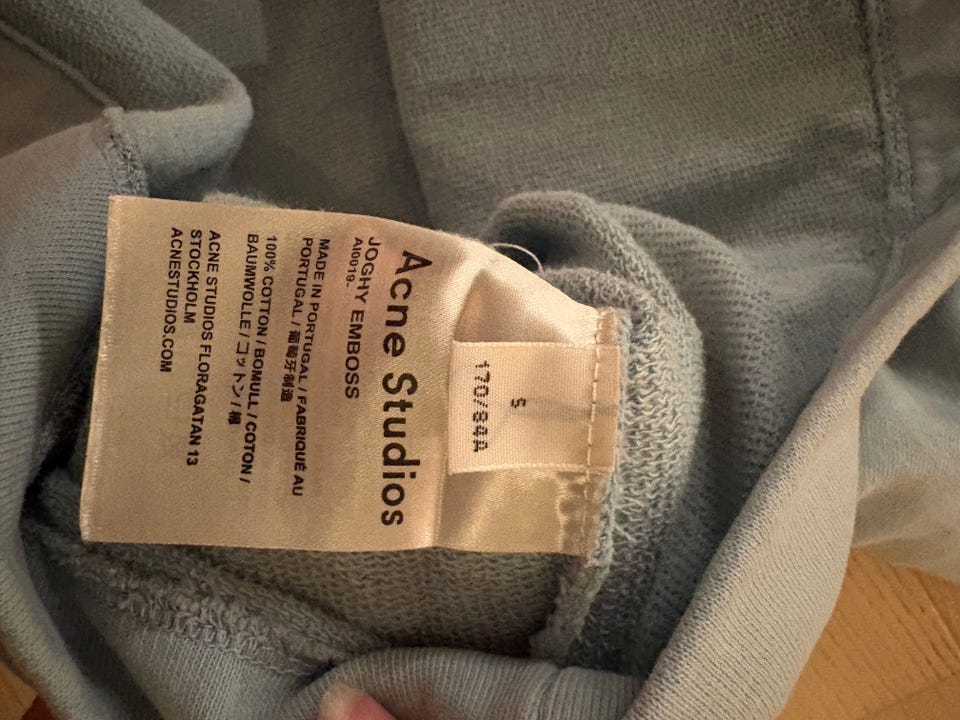 Acne Studios
JOGHY EMBOSS
AI0019..
MADE IN PORTUGAL / FABRIQUÉ AU
PORTUGAL / 葡萄牙制造
100% COTTON / BOMULL / COTON /
BAUMWOLLE / コットン / 棉
ACNE STUDIOS FLORAGATAN 13
STOCKHOLM
ACNESTUDIOS.COM
S
170/84A